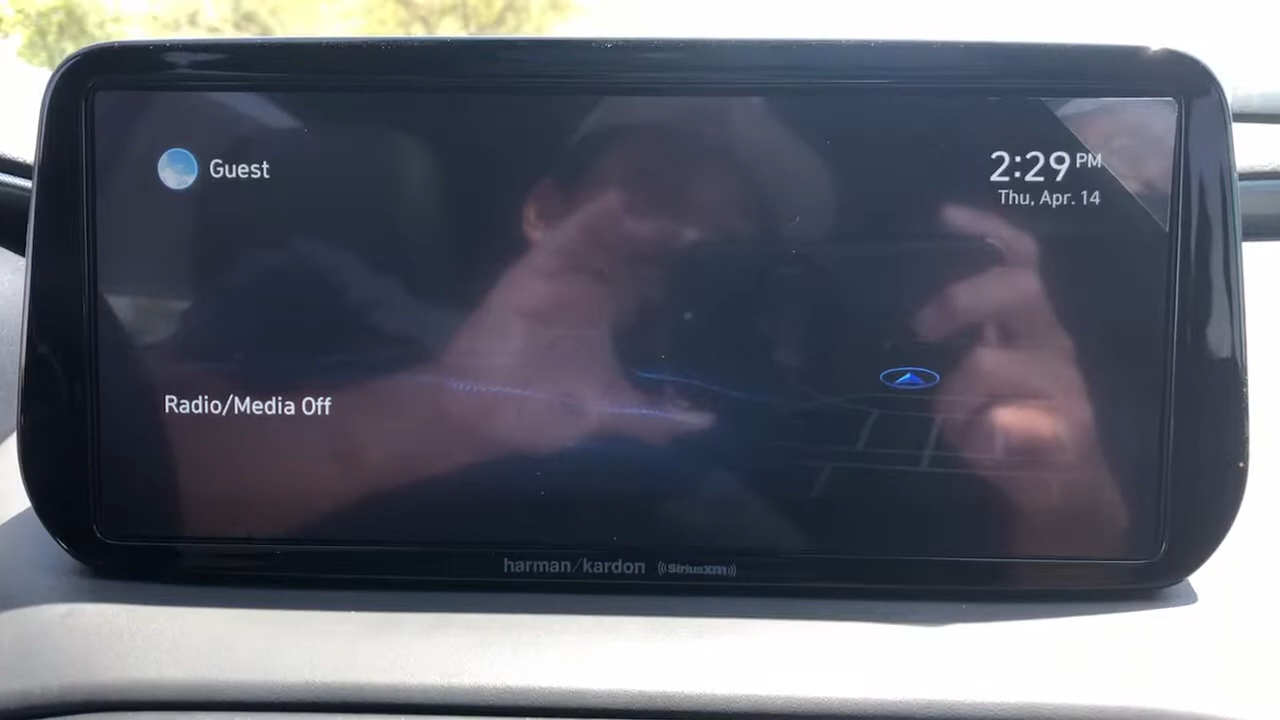 Guest
2:29 PM
Thu, Apr. 14
Radio/Media Off
harman/kardon ((SiriusXM))